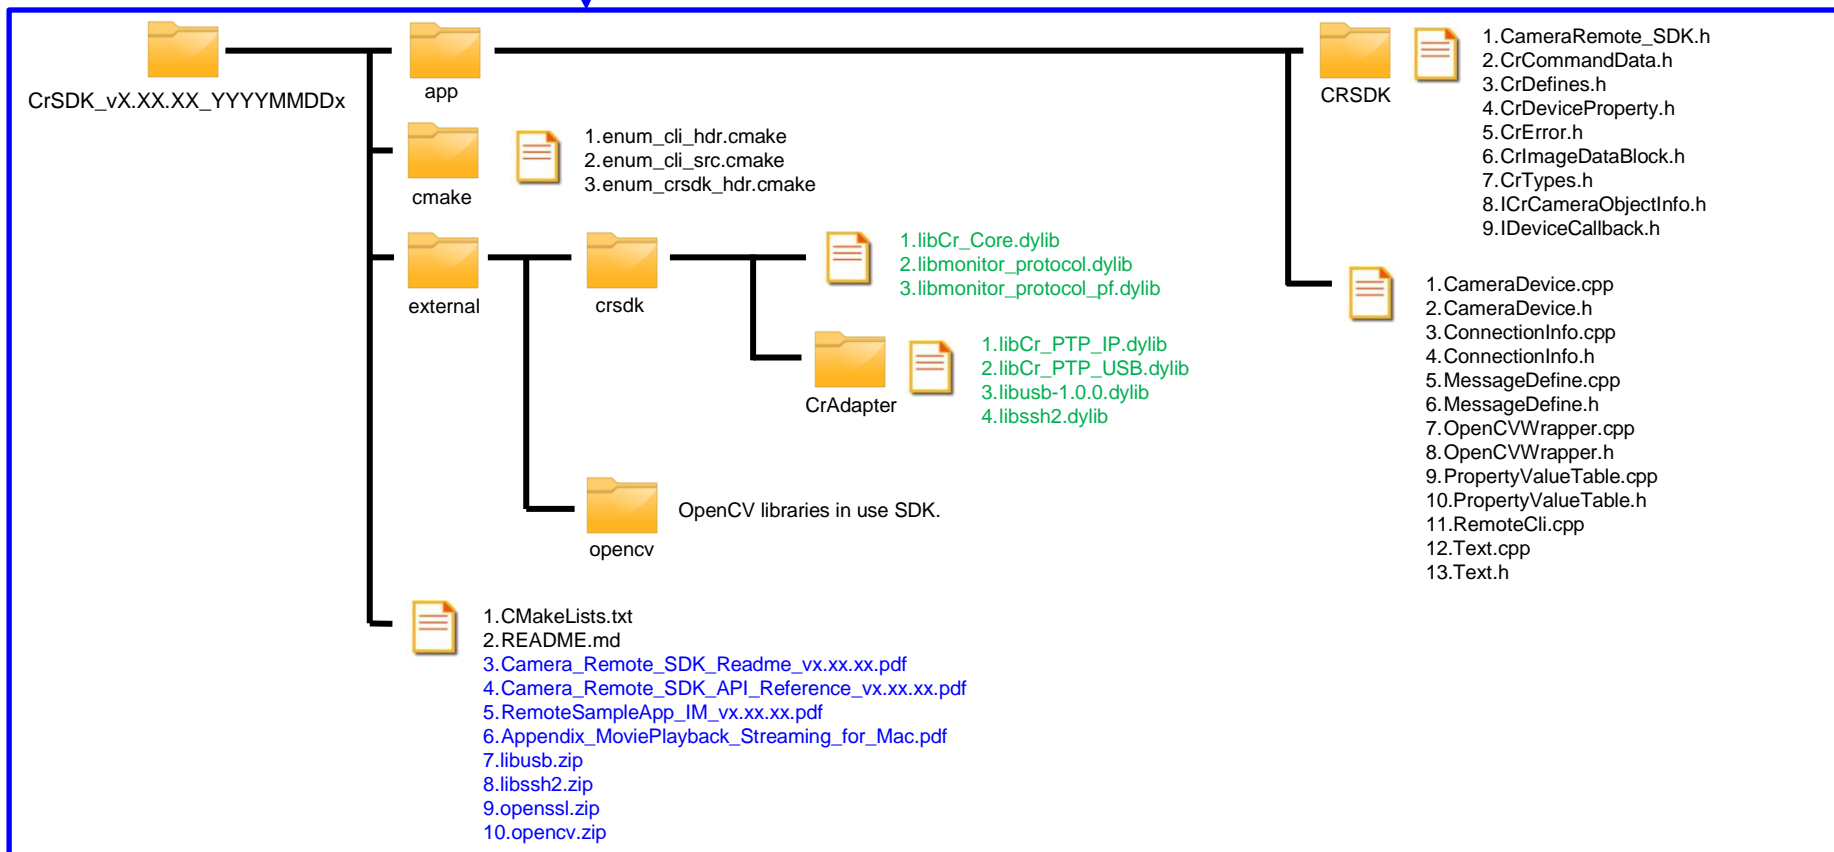 CrSDK_vX.XX.XX_YYYYMMDDx
app
CRSDK
1.CameraRemote_SDK.h
2.CrCommandData.h
3.CrDefines.h
4.CrDeviceProperty.h
5.CrError.h
6.CrImageDataBlock.h
7.CrTypes.h
8.ICrCameraObjectInfo.h
9.IDeviceCallback.h
1.CameraDevice.cpp
2.CameraDevice.h
3.ConnectionInfo.cpp
4.ConnectionInfo.h
5.MessageDefine.cpp
6.MessageDefine.h
7.OpenCVWrapper.cpp
8.OpenCVWrapper.h
9.PropertyValueTable.cpp
10.PropertyValueTable.h
11.RemoteCli.cpp
12.Text.cpp
13.Text.h
cmake
1.enum_cli_hdr.cmake
2.enum_cli_src.cmake
3.enum_crsdk_hdr.cmake
external
crsdk
1.libCr_Core.dylib
2.libmonitor_protocol.dylib
3.libmonitor_protocol_pf.dylib
CrAdapter
1.libCr_PTP_IP.dylib
2.libCr_PTP_USB.dylib
3.libusb-1.0.0.dylib
4.libssh2.dylib
opencv
OpenCV libraries in use SDK.
1.CMakeLists.txt
2.README.md
3.Camera_Remote_SDK_Readme_vx.xx.xx.pdf
4.Camera_Remote_SDK_API_Reference_vx.xx.xx.pdf
5.RemoteSampleApp_IM_vx.xx.xx.pdf
6.Appendix_MoviePlayback_Streaming_for_Mac.pdf
7.libusb.zip
8.libssh2.zip
9.openssl.zip
10.opencv.zip